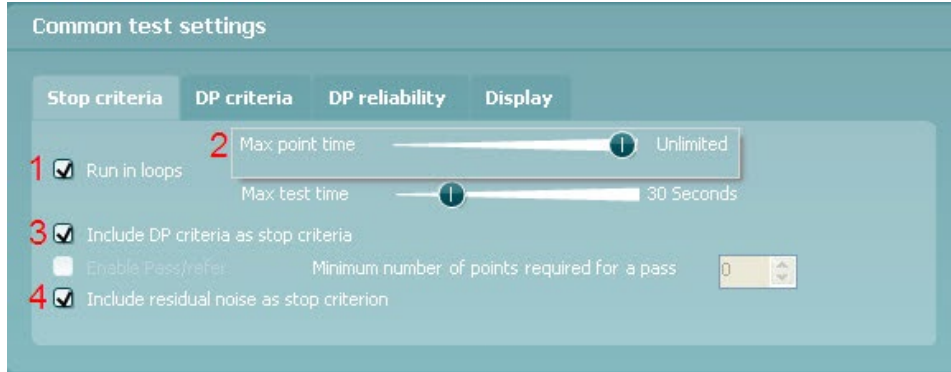 Common test settings
Stop criteria DP criteria DP reliability Display
2 Max point time Unlimited
1 Run in loops
Max test time 30 Seconds
3 Include DP criteria as stop criteria
Enable Pass/refer Minimum number of points required for a pass 0
4 Include residual noise as stop criterion